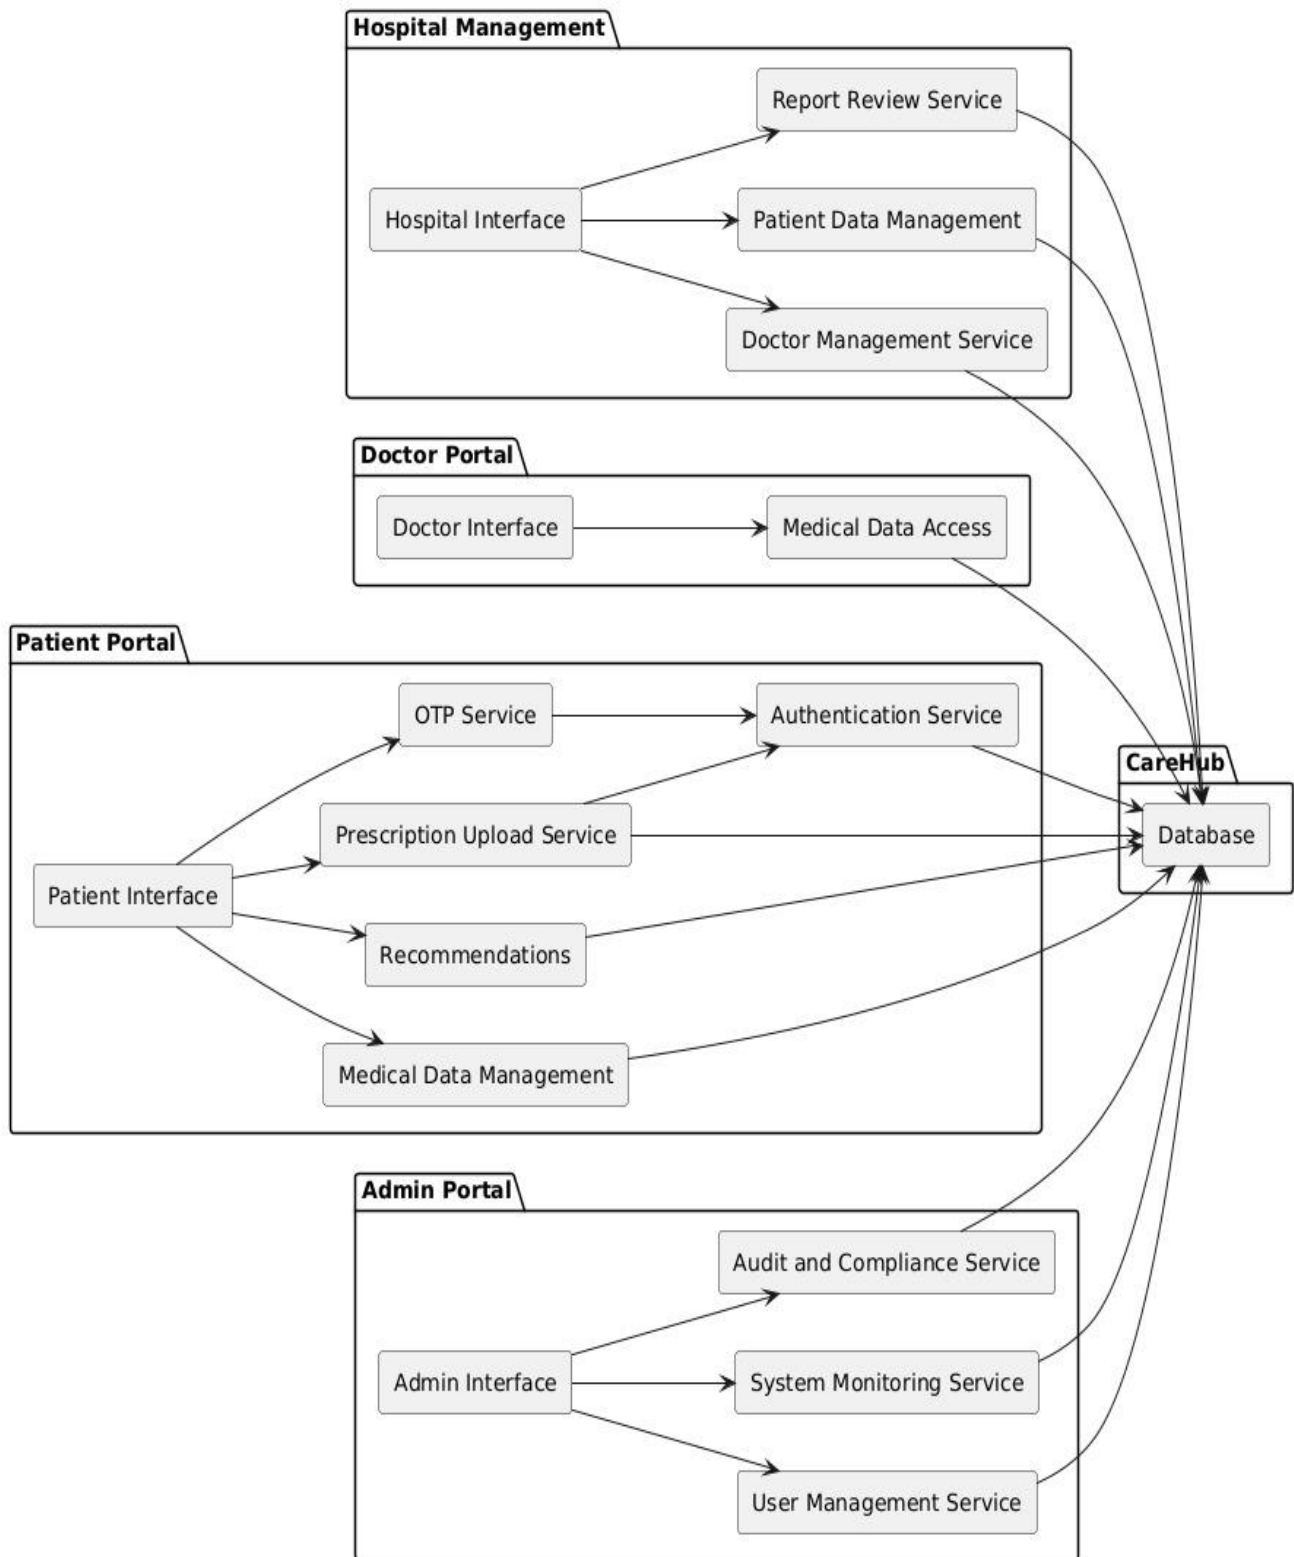 Hospital Management
Report Review Service
Hospital Interface
Patient Data Management
Doctor Management Service
Doctor Portal
Doctor Interface
Medical Data Access
Patient Portal
OTP Service
Authentication Service
Prescription Upload Service
Patient Interface
Recommendations
Medical Data Management
CareHub
Database
Admin Portal
Audit and Compliance Service
Admin Interface
System Monitoring Service
User Management Service